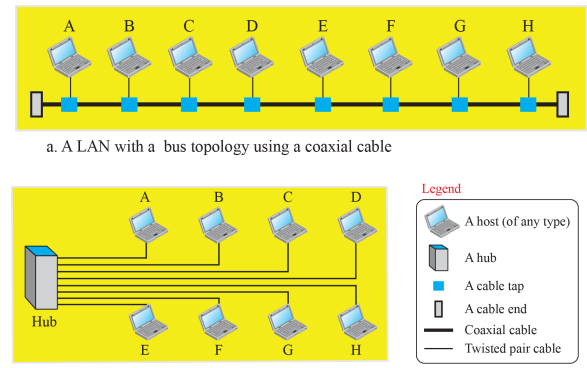 A B C D E F G H
a. A LAN with a bus topology using a coaxial cable
A B C D
Hub
E F G H
Legend
A host (of any type)
A hub
A cable tap
A cable end
Coaxial cable
Twisted pair cable